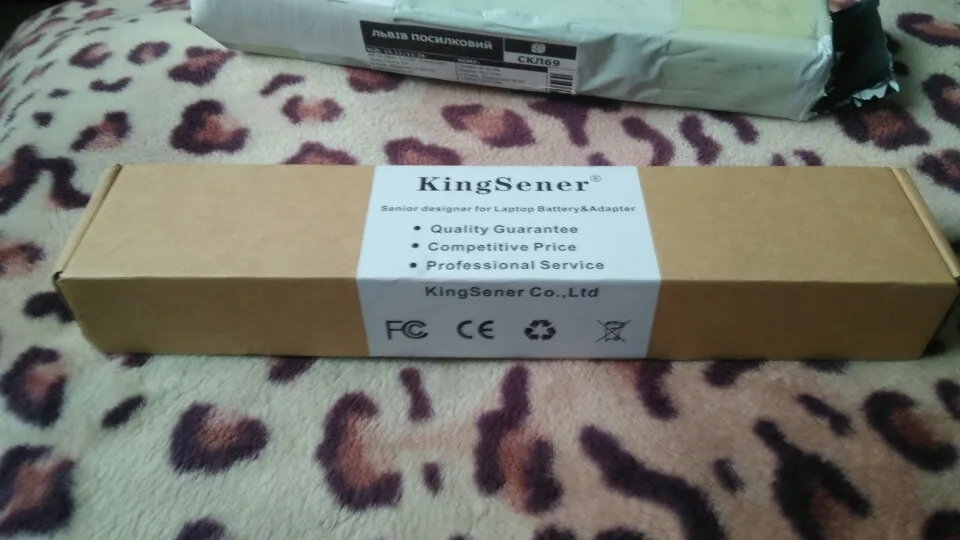 ЛЬВІВ ПОСИЛКОВИЙ
СКЛ69
KingSener®
Senior designer for Laptop Battery&Adapter
• Quality Guarantee
• Competitive Price
• Professional Service
KingSener Co.,Ltd
FC CE